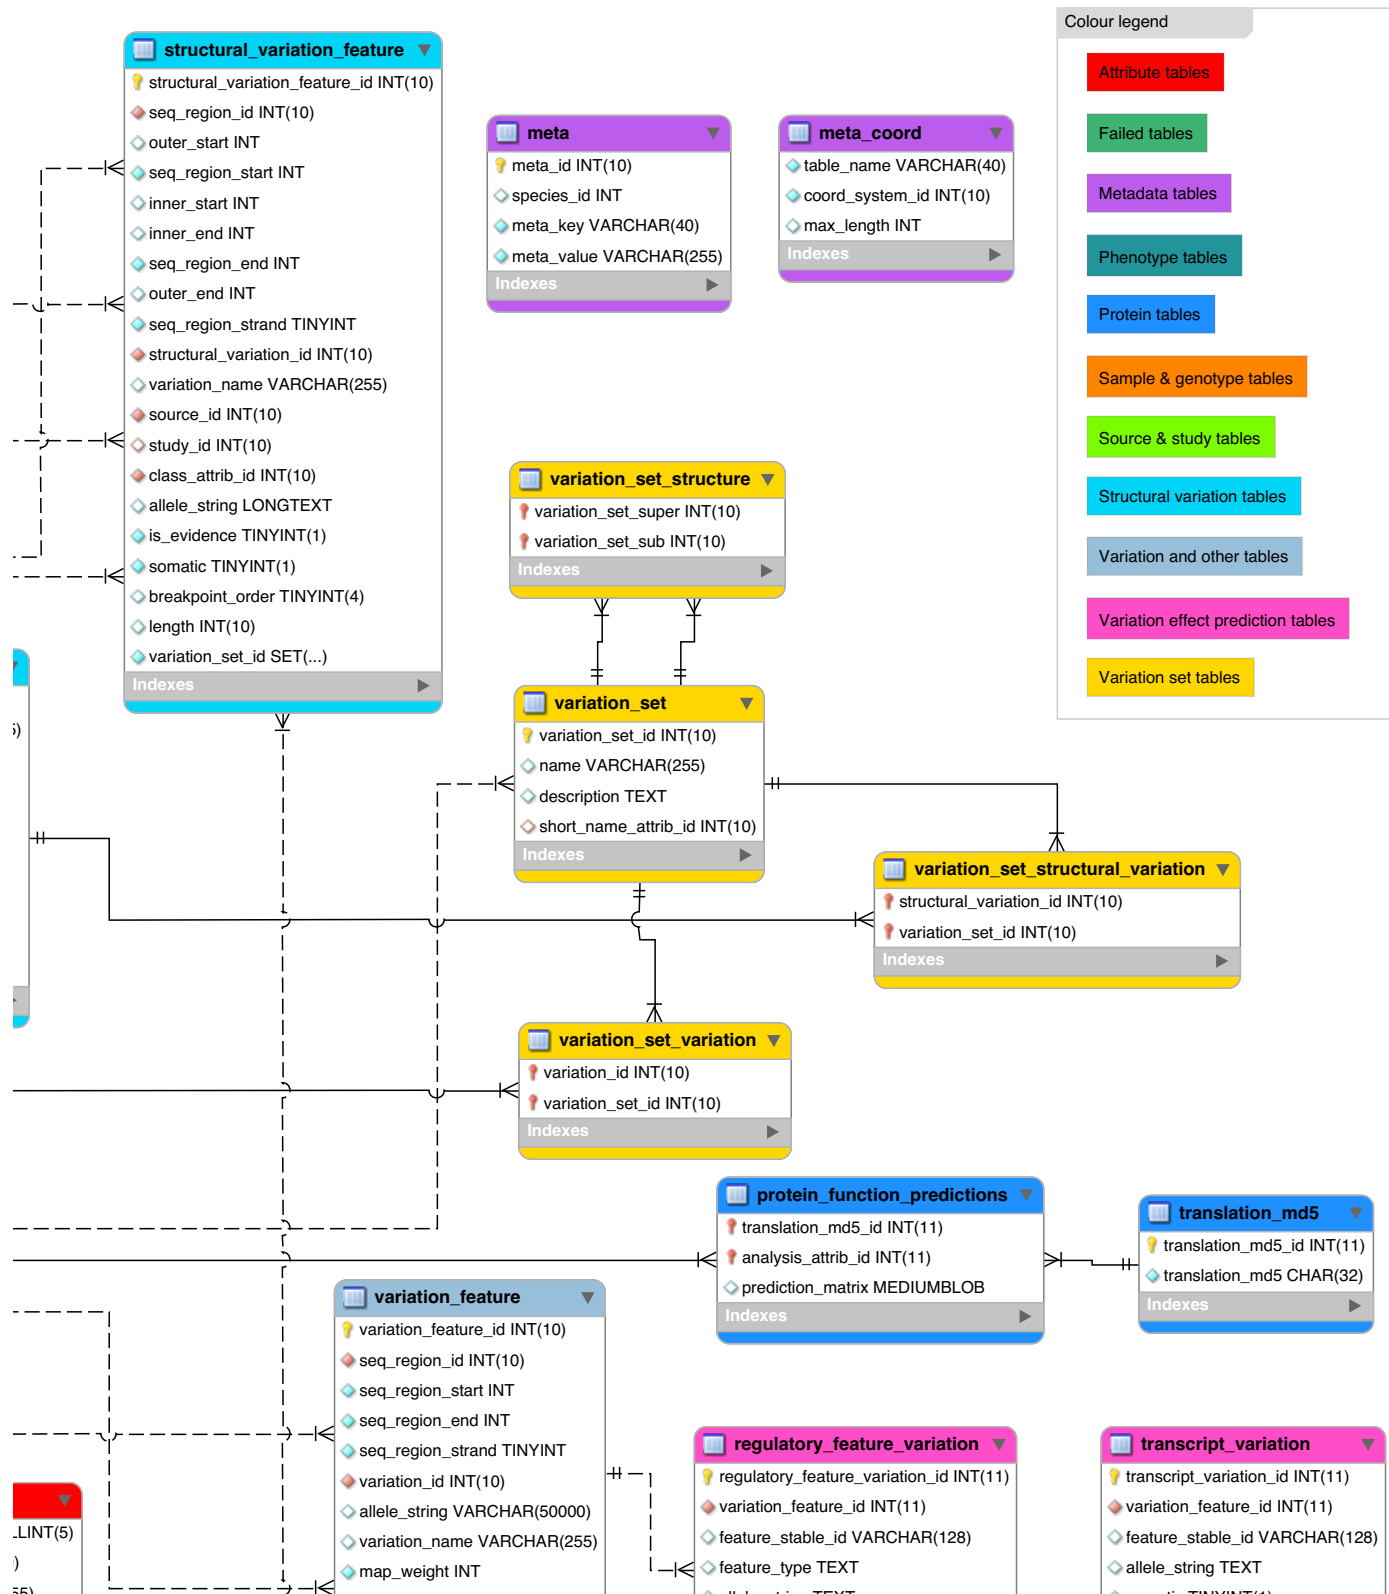 Colour legend
Attribute tables
Failed tables
Metadata tables
Phenotype tables
Protein tables
Sample & genotype tables
Source & study tables
Structural variation tables
Variation and other tables
Variation effect prediction tables
Variation set tables
structural_variation_feature
structural_variation_feature_id INT(10)
seq_region_id INT(10)
outer_start INT
seq_region_start INT
inner_start INT
inner_end INT
seq_region_end INT
outer_end INT
seq_region_strand TINYINT
structural_variation_id INT(10)
variation_name VARCHAR(255)
source_id INT(10)
study_id INT(10)
class_attrib_id INT(10)
allele_string LONGTEXT
is_evidence TINYINT(1)
somatic TINYINT(1)
breakpoint_order TINYINT(4)
length INT(10)
variation_set_id SET(...)
Indexes
meta
meta_id INT(10)
species_id INT
meta_key VARCHAR(40)
meta_value VARCHAR(255)
Indexes
meta_coord
table_name VARCHAR(40)
coord_system_id INT(10)
max_length INT
Indexes
variation_set_structure
variation_set_super INT(10)
variation_set_sub INT(10)
Indexes
variation_set
variation_set_id INT(10)
name VARCHAR(255)
description TEXT
short_name_attrib_id INT(10)
Indexes
variation_set_structural_variation
structural_variation_id INT(10)
variation_set_id INT(10)
Indexes
variation_set_variation
variation_id INT(10)
variation_set_id INT(10)
Indexes
protein_function_predictions
translation_md5_id INT(11)
analysis_attrib_id INT(11)
prediction_matrix MEDIUMBLOB
Indexes
translation_md5
translation_md5_id INT(11)
translation_md5 CHAR(32)
Indexes
variation_feature
variation_feature_id INT(10)
seq_region_id INT(10)
seq_region_start INT
seq_region_end INT
seq_region_strand TINYINT
variation_id INT(10)
allele_string VARCHAR(50000)
variation_name VARCHAR(255)
map_weight INT
regulatory_feature_variation
regulatory_feature_variation_id INT(11)
variation_feature_id INT(11)
feature_stable_id VARCHAR(128)
feature_type TEXT
transcript_variation
transcript_variation_id INT(11)
variation_feature_id INT(11)
feature_stable_id VARCHAR(128)
allele_string TEXT
LLINT(5)